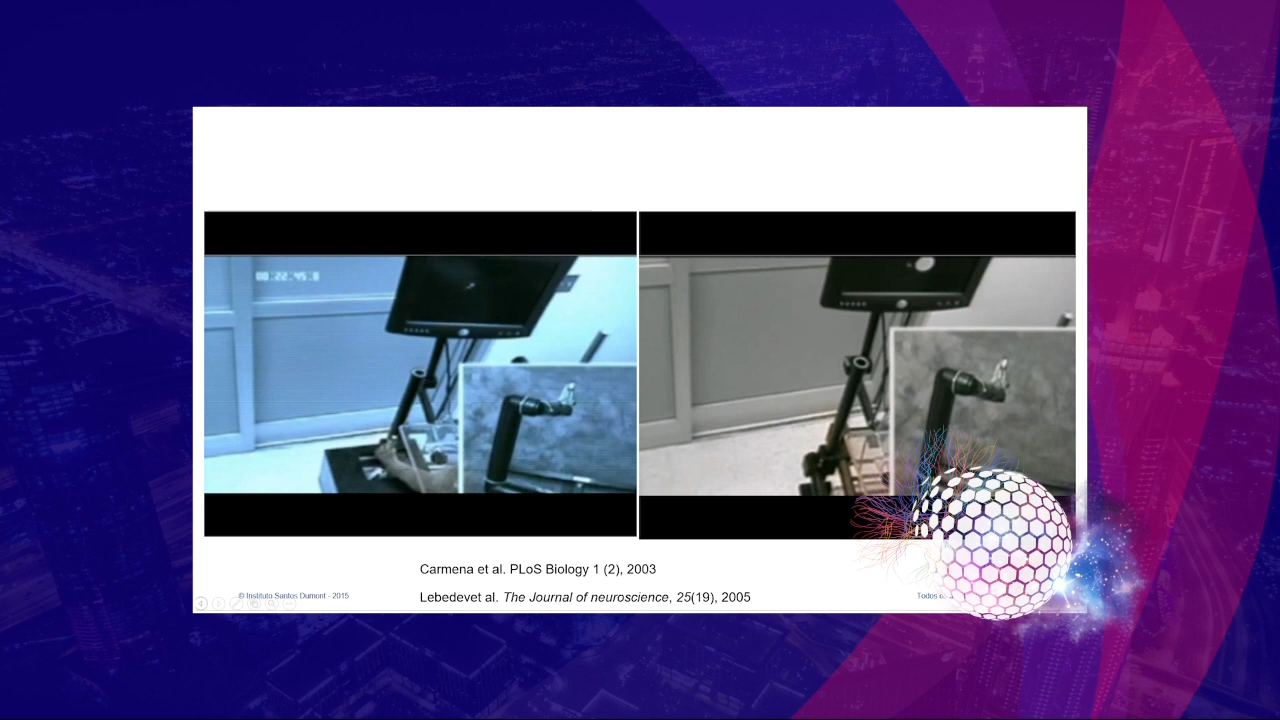 00:22:45:8
Carmena et al. PLoS Biology 1 (2), 2003
© Instituto Santos Dumont - 2015
Lebedevet al. The Journal of neuroscience, 25(19), 2005
Todos